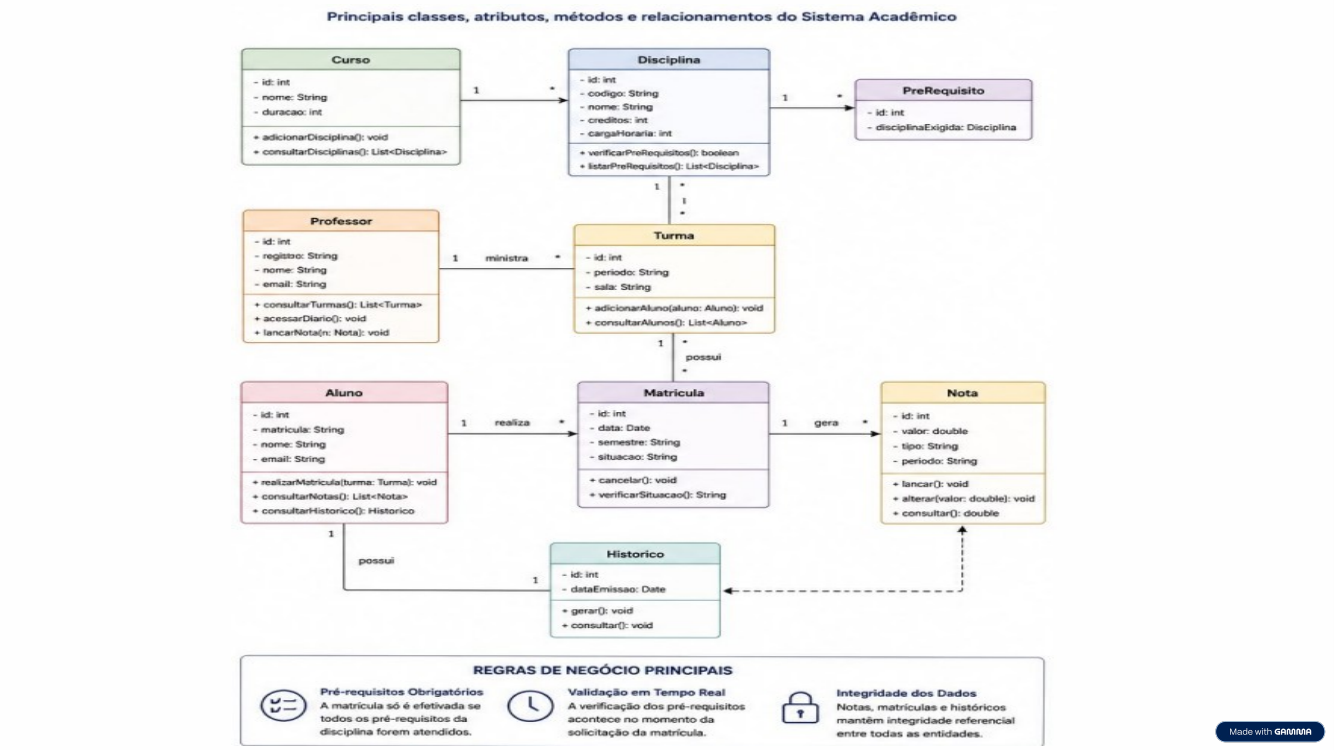 Principais classes, atributos, métodos e relacionamentos do Sistema Acadêmico
Curso
- id: int
- nome: String
- duracao: int
+ adicionarDisciplina(): void
+ consultarDisciplinas(): List<Disciplina>
1
*
Disciplina
- id: int
- codigo: String
- nome: String
- creditos: int
- cargaHoraria: int
+ verificarPreRequisitos(): boolean
+ listarPreRequisitos(): List<Disciplina>
1
*
PreRequisito
- id: int
- disciplinaExigida: Disciplina
1 *
1
*
Professor
- id: int
- registro: String
- nome: String
- email: String
+ consultarTurmas(): List<Turma>
+ acessarDiario(): void
+ lancarNota(n: Nota): void
1 ministra *
Turma
- id: int
- periodo: String
- sala: String
+ adicionarAluno(aluno: Aluno): void
+ consultarAlunos(): List<Aluno>
1 *
possui
*
Aluno
- id: int
- matricula: String
- nome: String
- email: String
+ realizarMatricula(turma: Turma): void
+ consultarNotas(): List<Nota>
+ consultarHistorico(): Historico
1 realiza *
Matricula
- id: int
- data: Date
- semestre: String
- situacao: String
+ cancelar(): void
+ verificarSituacao(): String
1 gera *
Nota
- id: int
- valor: double
- tipo: String
- periodo: String
+ lancar(): void
+ alterar(valor: double): void
+ consultar(): double
1
possui
1
Historico
- id: int
- dataEmissao: Date
+ gerar(): void
+ consultar(): void
REGRAS DE NEGÓCIO PRINCIPAIS
Pré-requisitos Obrigatórios
A matrícula só é efetivada se
todos os pré-requisitos da
disciplina forem atendidos.
Validação em Tempo Real
A verificação dos pré-requisitos
acontece no momento da
solicitação da matrícula.
Integridade dos Dados
Notas, matrículas e históricos
mantêm integridade referencial
entre todas as entidades.
Made with GAMMA